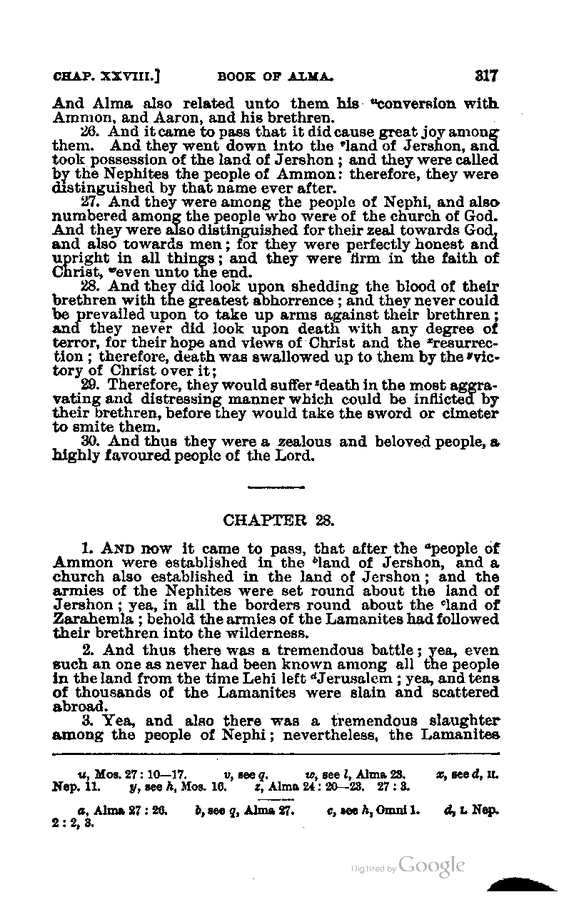 CHAP. XXVIII.] BOOK OF ALMA. 317
And Alma also related unto them his ᵘconversion with
Ammon, and Aaron, and his brethren.
26. And it came to pass that it did cause great joy among
them. And they went down into the ᵛland of Jershon, and
took possession of the land of Jershon ; and they were called
by the Nephites the people of Ammon: therefore, they were
distinguished by that name ever after.
27. And they were among the people of Nephi, and also
numbered among the people who were of the church of God.
And they were also distinguished for their zeal towards God,
and also towards men ; for they were perfectly honest and
upright in all things ; and they were firm in the faith of
Christ, ʷeven unto the end.
28. And they did look upon shedding the blood of their
brethren with the greatest abhorrence ; and they never could
be prevailed upon to take up arms against their brethren ;
and they never did look upon death with any degree of
terror, for their hope and views of Christ and the ˣresurrec-
tion ; therefore, death was swallowed up to them by the ʸvic-
tory of Christ over it;
29. Therefore, they would suffer ᶻdeath in the most aggra-
vating and distressing manner which could be inflicted by
their brethren, before they would take the sword or cimeter
to smite them.
30. And thus they were a zealous and beloved people, a
highly favoured people of the Lord.
CHAPTER 28.
1. AND now it came to pass, that after the ᵃpeople of
Ammon were established in the ᵇland of Jershon, and a
church also established in the land of Jershon ; and the
armies of the Nephites were set round about the land of
Jershon ; yea, in all the borders round about the ᶜland of
Zarahemla ; behold the armies of the Lamanites had followed
their brethren into the wilderness.
2. And thus there was a tremendous battle ; yea, even
such an one as never had been known among all the people
in the land from the time Lehi left ᵈJerusalem ; yea, and tens
of thousands of the Lamanites were slain and scattered
abroad.
3. Yea, and also there was a tremendous slaughter
among the people of Nephi ; nevertheless, the Lamanites
u, Mos. 27 : 10—17. v, see q. w, see l, Alma 23. x, see d, II.
Nep. 11. y, see h, Mos. 16. z, Alma 24 : 20—23. 27 : 3.
a, Alma 27 : 26. b, see q, Alma 27. c, see h, Omni 1. d, I. Nep.
2 : 2, 3.
Digitized by Google